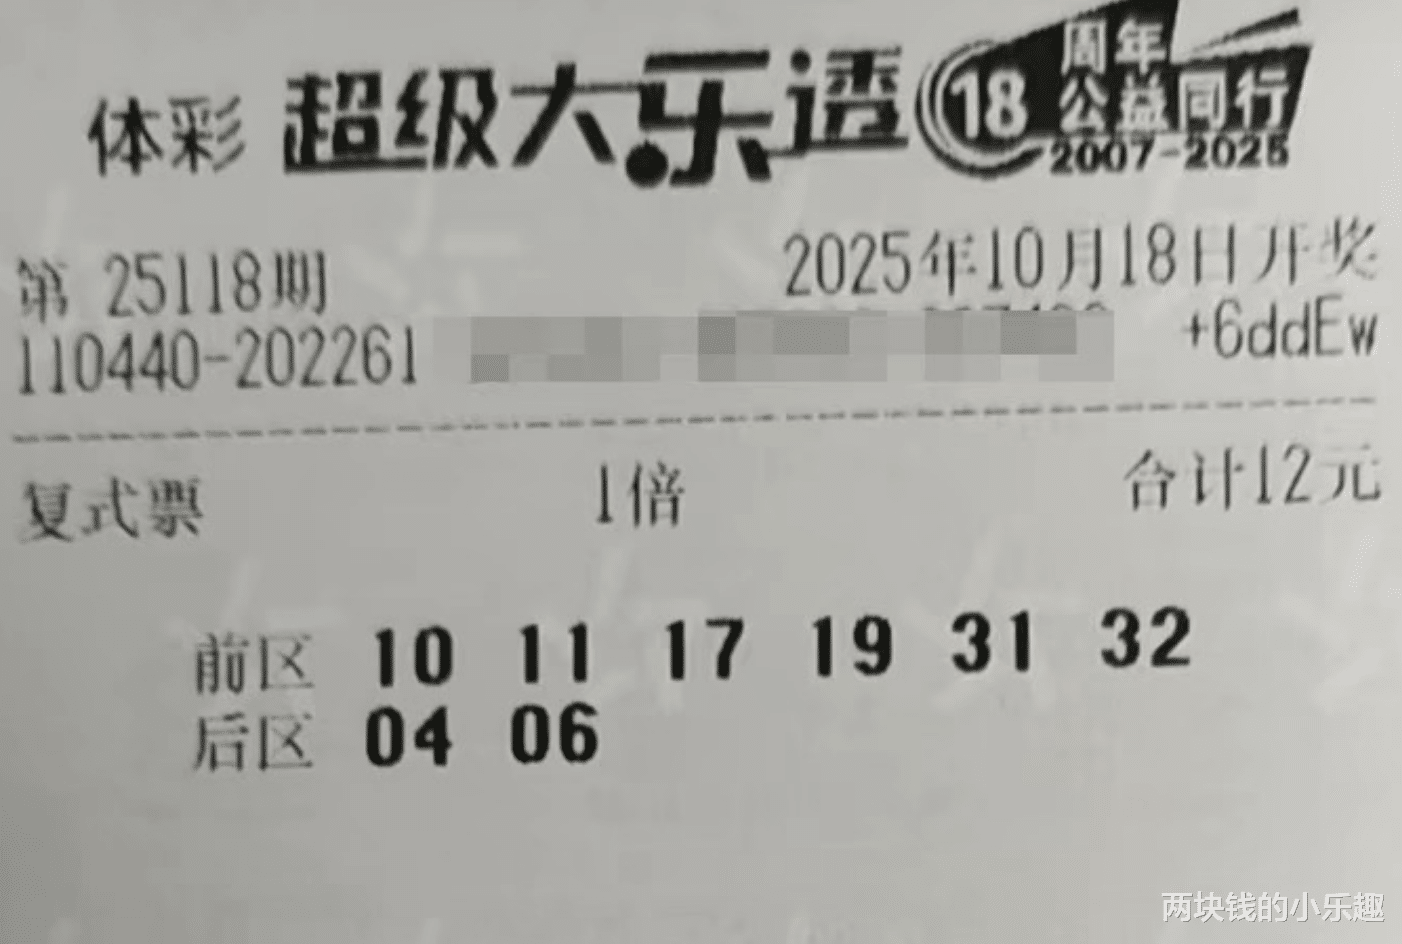 体彩 超级大乐透 18 周年
公益同行
2007-2025
第 25118期 2025年10月18日开奖
110440-202261 +6ddEw
复式票 1倍 合计12元
前区 10 11 17 19 31 32
后区 04 06
两块钱的小乐趣